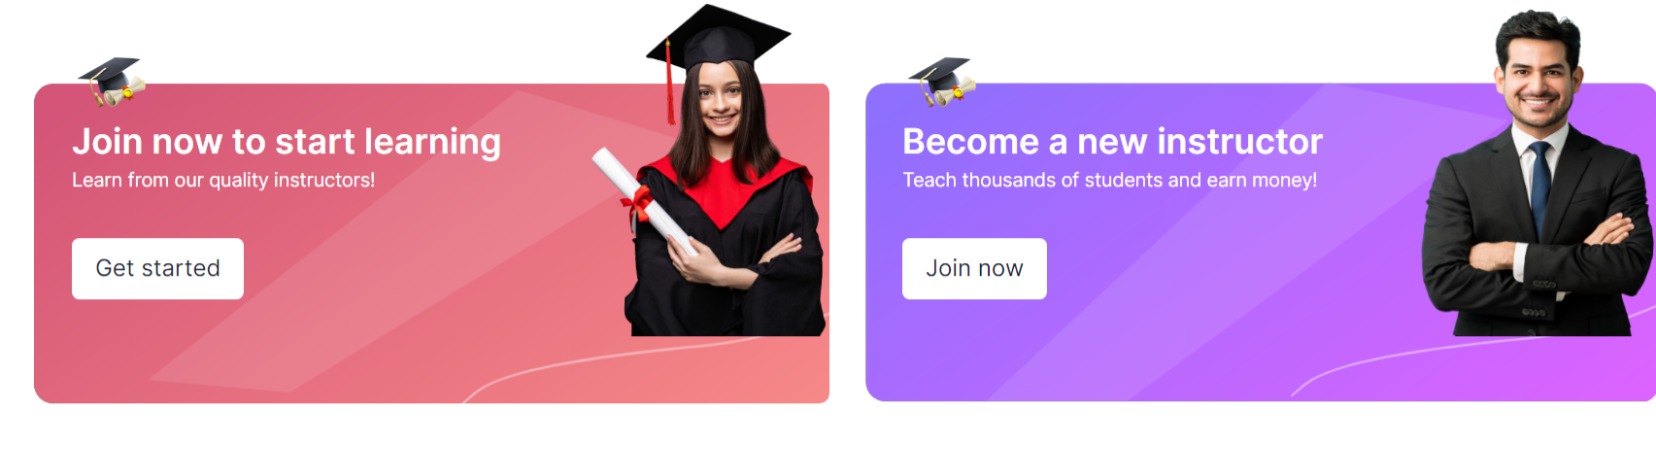 Join now to start learning
Learn from our quality instructors!
Get started
Become a new instructor
Teach thousands of students and earn money!
Join now